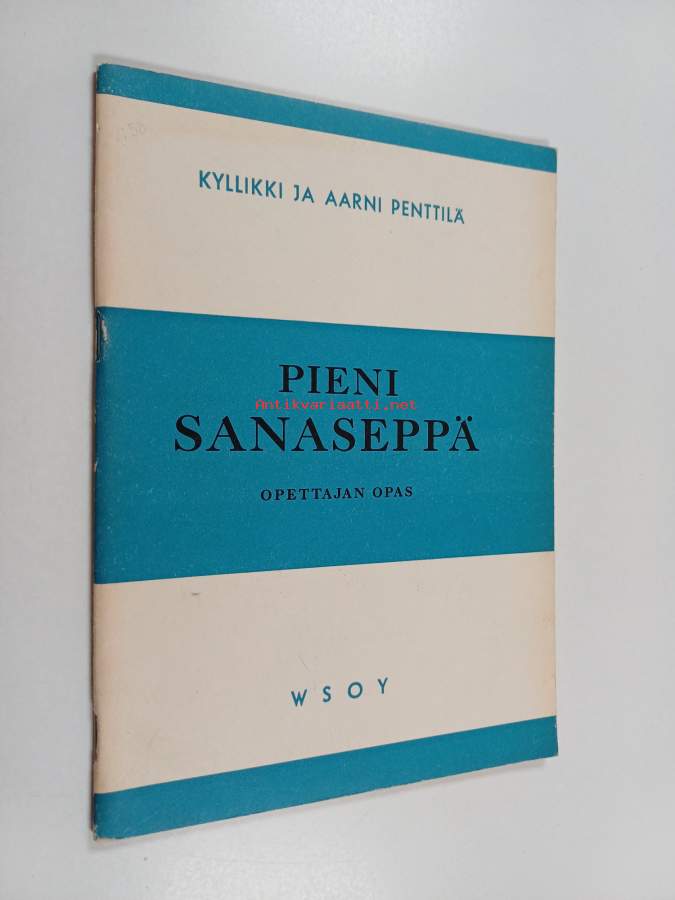 KYLLIKKI JA AARNI PENTTILÄ
PIENI
Antikvariaatti.net
SANASEPPÄ
OPETTAJAN OPAS
WSOY